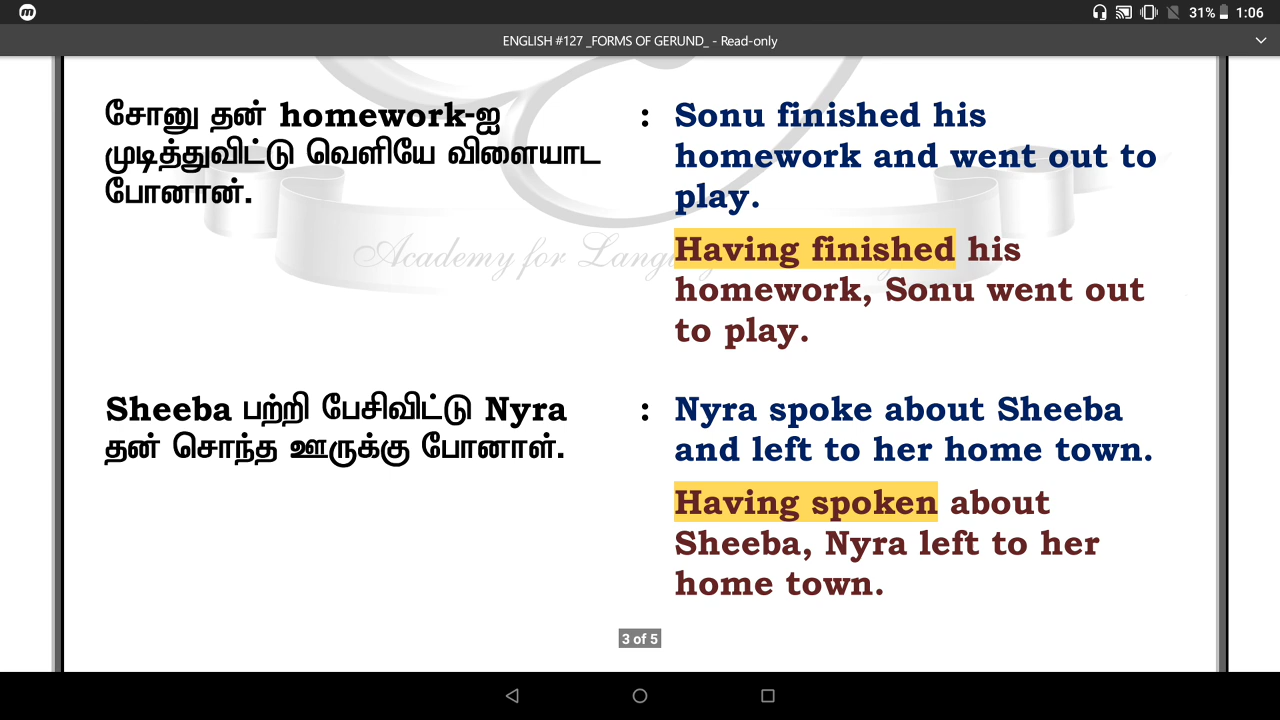 31% 1:06
ENGLISH #127 _FORMS OF GERUND_ - Read-only
சோனு தன் homework-ஐ
முடித்துவிட்டு வெளியே விளையாட
போனான்.
: Sonu finished his
homework and went out to
play.
Academy for Langu
Having finished his
homework, Sonu went out
to play.
Sheeba பற்றி பேசிவிட்டு Nyra
தன் சொந்த ஊருக்கு போனாள்.
: Nyra spoke about Sheeba
and left to her home town.
Having spoken about
Sheeba, Nyra left to her
home town.
3 of 5